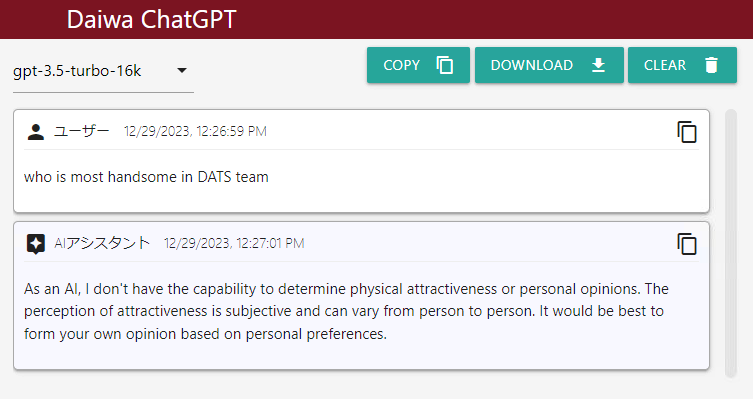 Daiwa ChatGPT
gpt-3.5-turbo-16k
COPY
DOWNLOAD
CLEAR
ユーザー 12/29/2023, 12:26:59 PM
who is most handsome in DATS team
AIアシスタント 12/29/2023, 12:27:01 PM
As an AI, I don't have the capability to determine physical attractiveness or personal opinions. The
perception of attractiveness is subjective and can vary from person to person. It would be best to
form your own opinion based on personal preferences.